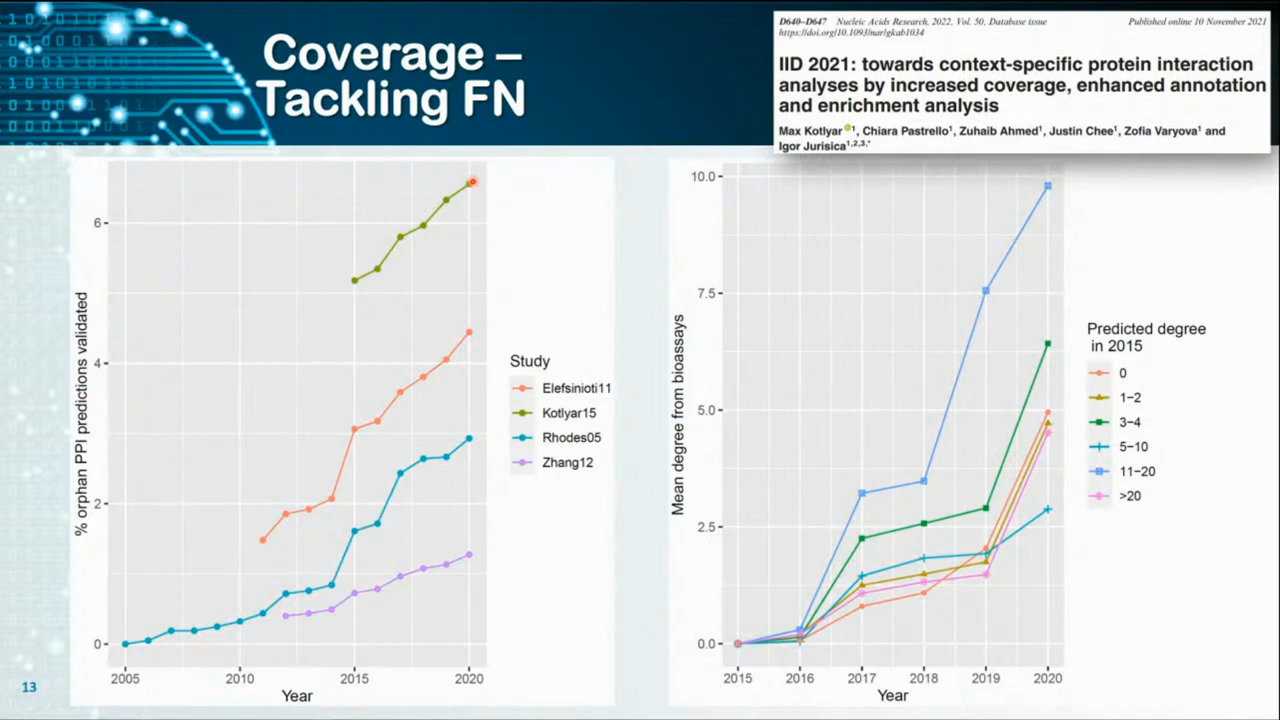 Coverage –
Tackling FN
D640–D647 Nucleic Acids Research, 2022, Vol. 50, Database issue
Published online 10 November 2021
https://doi.org/10.1093/nar/gkab1034
IID 2021: towards context-specific protein interaction
analyses by increased coverage, enhanced annotation
and enrichment analysis
Max Kotlyar1, Chiara Pastrello1, Zuhaib Ahmed1, Justin Chee1, Zofia Varyova1 and
Igor Jurisica1,2,3,*
% orphan PPI predictions validated
6
4
2
0
2005 2010 2015 2020
Year
Study
Elefsinioti11
Kotlyar15
Rhodes05
Zhang12
Mean degree from bioassays
10.0
7.5
5.0
2.5
0.0
2015 2016 2017 2018 2019 2020
Year
Predicted degree
in 2015
0
1−2
3−4
5−10
11−20
>20
13